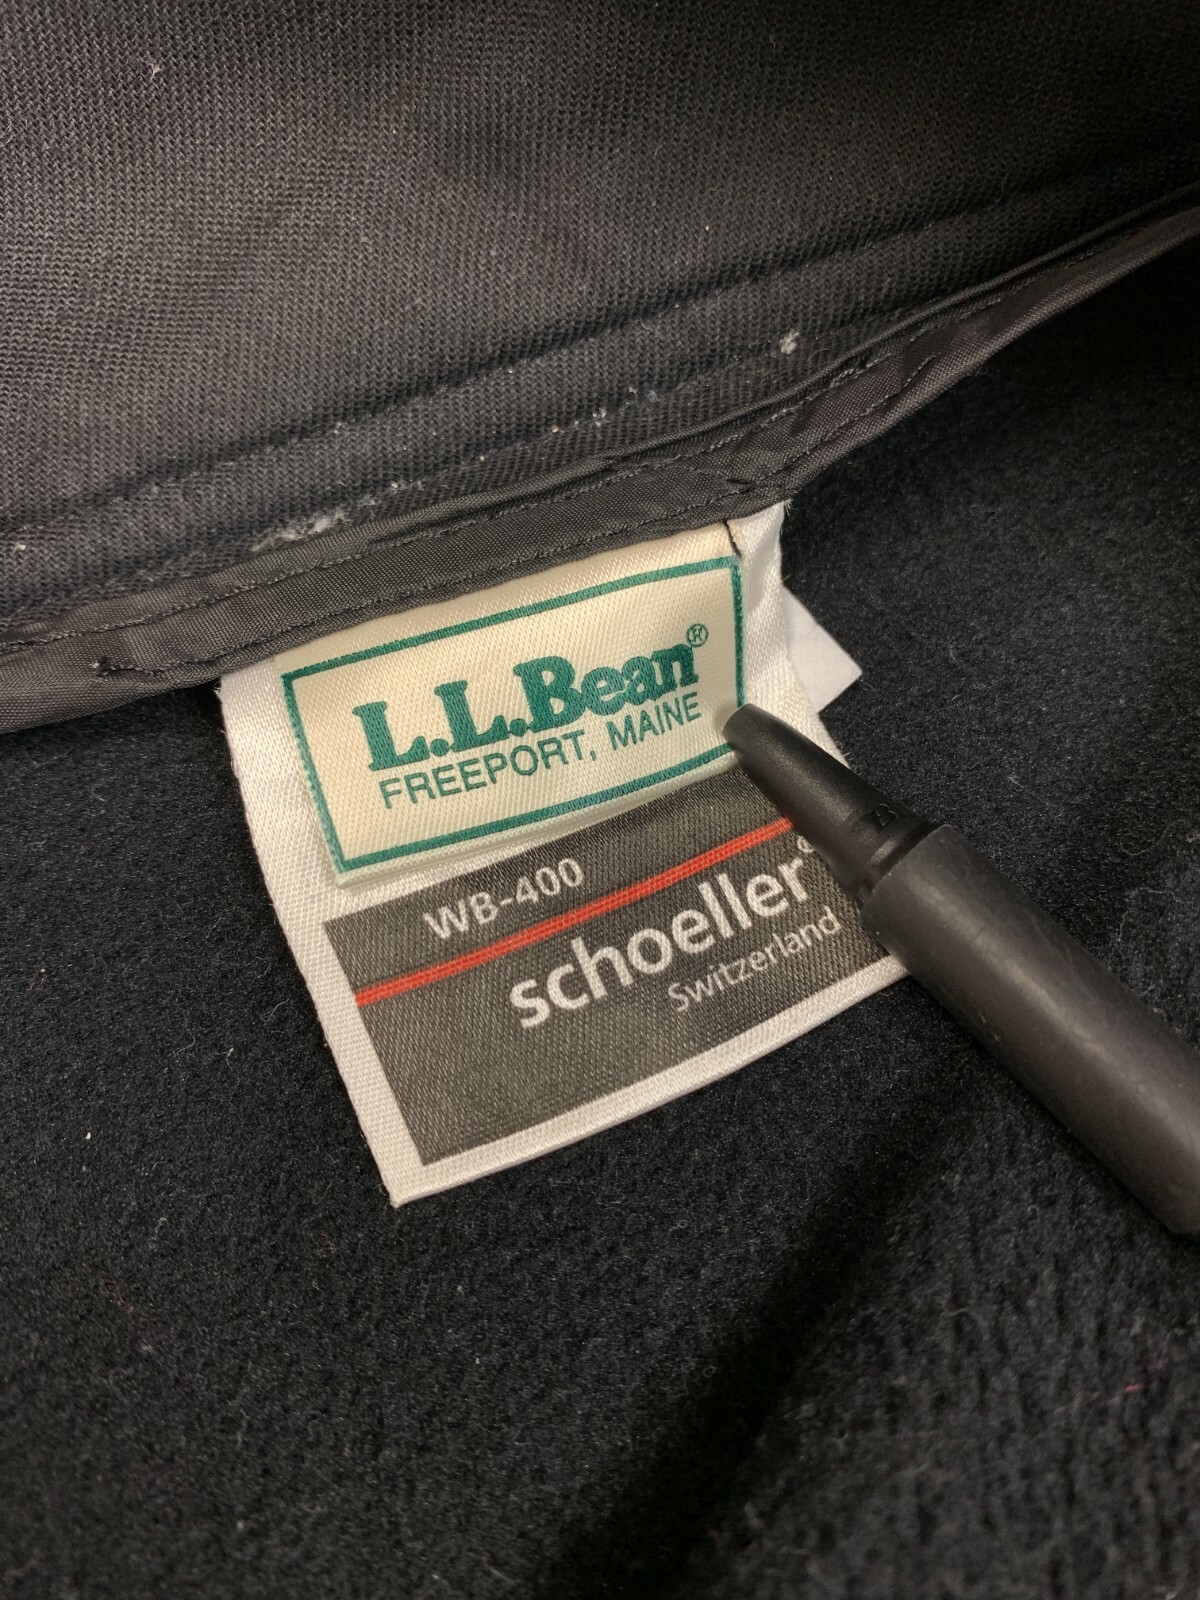 L.L.Bean®
FREEPORT, MAINE
WB-400
schoeller®
Switzerland